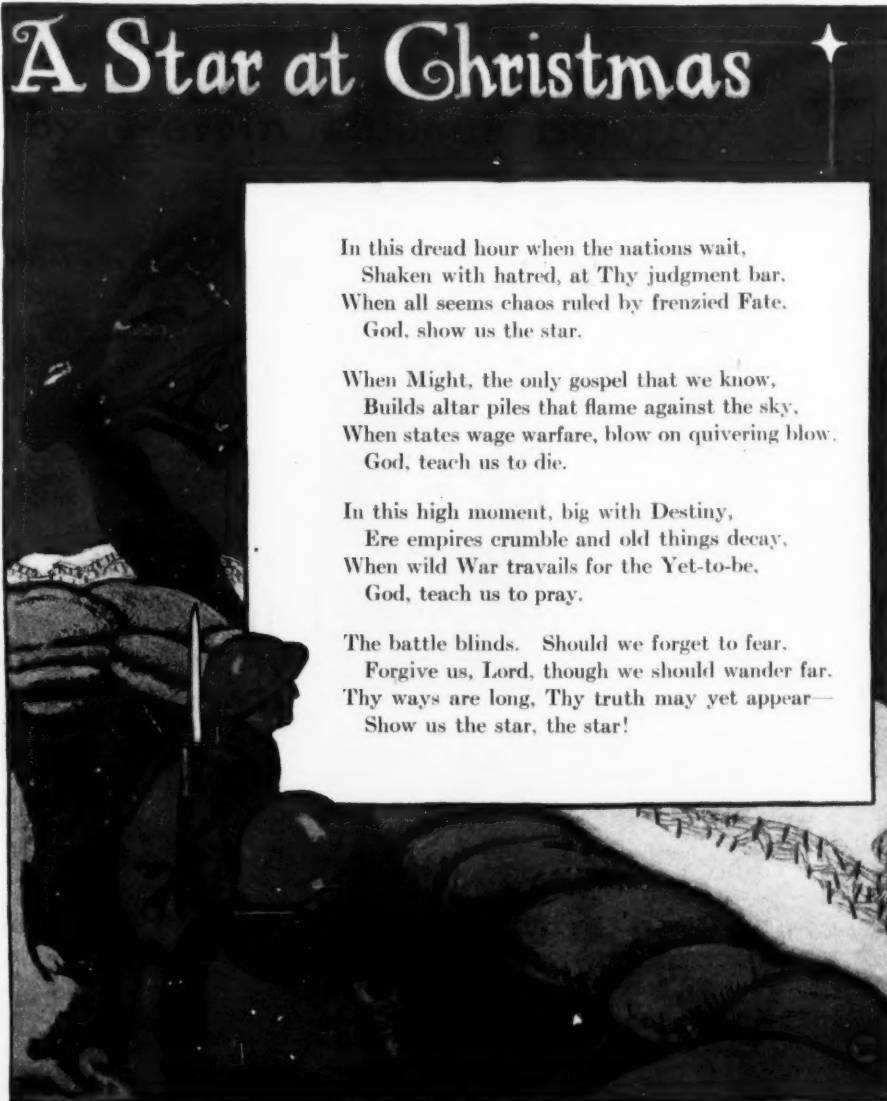 A Star at Christmas
by
In this dread hour when the nations wait,
Shaken with hatred, at Thy judgment bar,
When all seems chaos ruled by frenzied Fate,
God, show us the star.
When Might, the only gospel that we know,
Builds altar piles that flame against the sky,
When states wage warfare, blow on quivering blow,
God, teach us to die.
In this high moment, big with Destiny,
Ere empires crumble and old things decay,
When wild War travails for the Yet-to-be,
God, teach us to pray.
The battle blinds. Should we forget to fear,
Forgive us, Lord, though we should wander far.
Thy ways are long, Thy truth may yet appear—
Show us the star, the star!